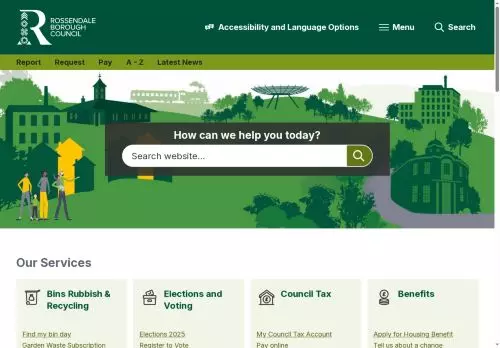 ROSSENDALE
BOROUGH
COUNCIL
Accessibility and Language Options
Menu
Search
Report
Request
Pay
A - Z
Latest News
How can we help you today?
Search website...
Our Services
Bins Rubbish &
Recycling
Find my bin day
Garden Waste Subscription
Elections and
Voting
Elections 2025
Register to Vote
Council Tax
My Council Tax Account
Pay online
Benefits
Apply for Housing Benefit
Tell us about a change